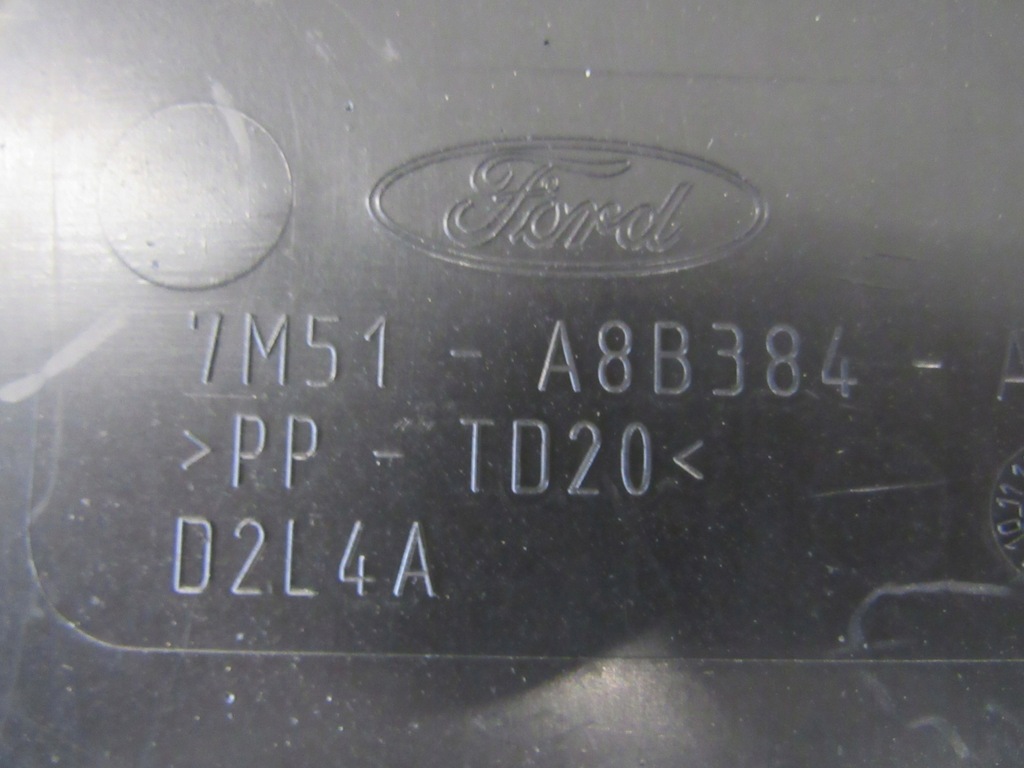 Ford
7M51 - A8B384 -
>PP - TD20<
D2L4A